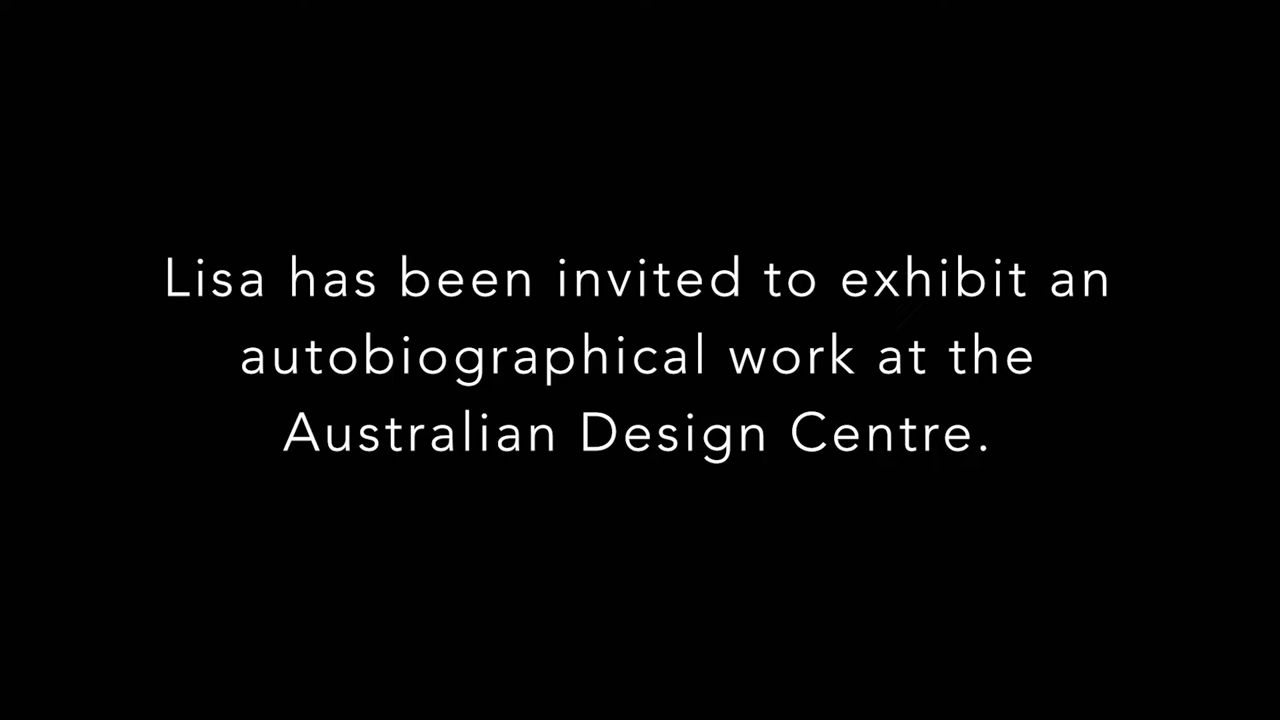 Lisa has been invited to exhibit an
autobiographical work at the
Australian Design Centre.